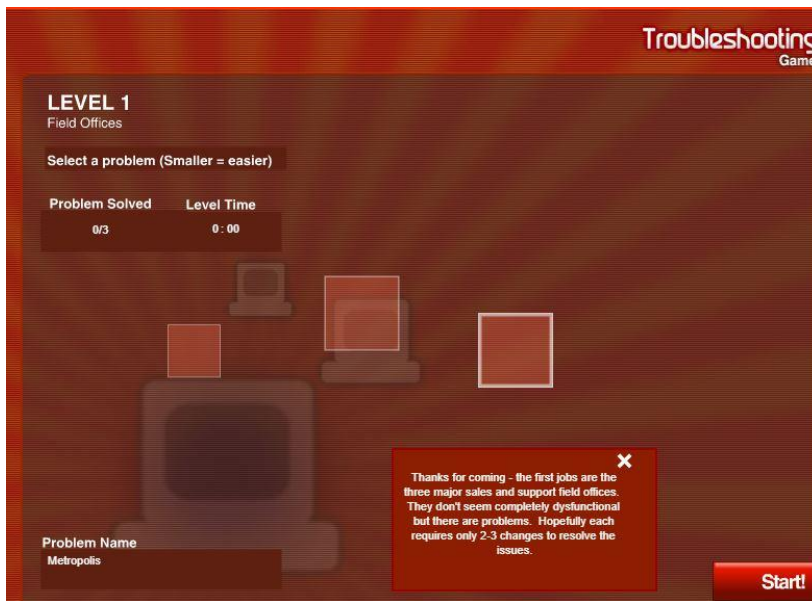 Troubleshooting
Game
LEVEL 1
Field Offices
Select a problem (Smaller = easier)
Problem Solved Level Time
0/3 0 : 00
Thanks for coming - the first jobs are the
three major sales and support field offices.
They don't seem completely dysfunctional
but there are problems. Hopefully each
requires only 2-3 changes to resolve the
issues.
Problem Name
Metropolis
Start!